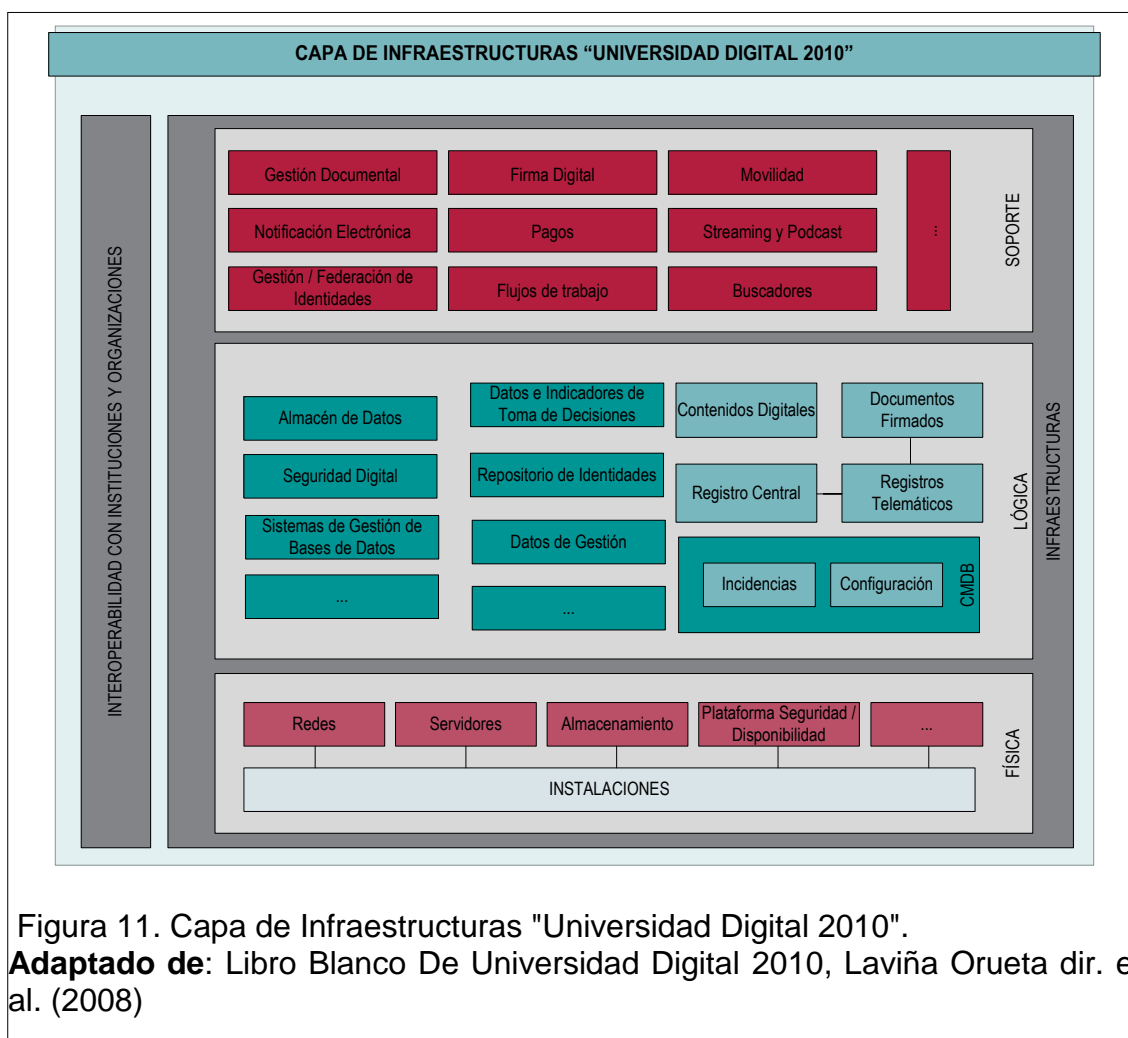 CAPA DE INFRAESTRUCTURAS “UNIVERSIDAD DIGITAL 2010”
INTEROPERABILIDAD CON INSTITUCIONES Y ORGANIZACIONES
Gestión Documental
Firma Digital
Movilidad
Notificación Electrónica
Pagos
Streaming y Podcast
Gestión / Federación de
Identidades
Flujos de trabajo
Buscadores
...
SOPORTE
Almacén de Datos
Datos e Indicadores de
Toma de Decisiones
Contenidos Digitales
Documentos
Firmados
Seguridad Digital
Repositorio de Identidades
Registro Central
Registros
Telemáticos
Sistemas de Gestión de
Bases de Datos
Datos de Gestión
Incidencias
Configuración
CMDB
...
...
LÓGICA
INFRAESTRUCTURAS
Redes
Servidores
Almacenamiento
Plataforma Seguridad /
Disponibilidad
...
INSTALACIONES
FÍSICA
Figura 11. Capa de Infraestructuras "Universidad Digital 2010".
Adaptado de: Libro Blanco De Universidad Digital 2010, Laviña Orueta dir. e
al. (2008)